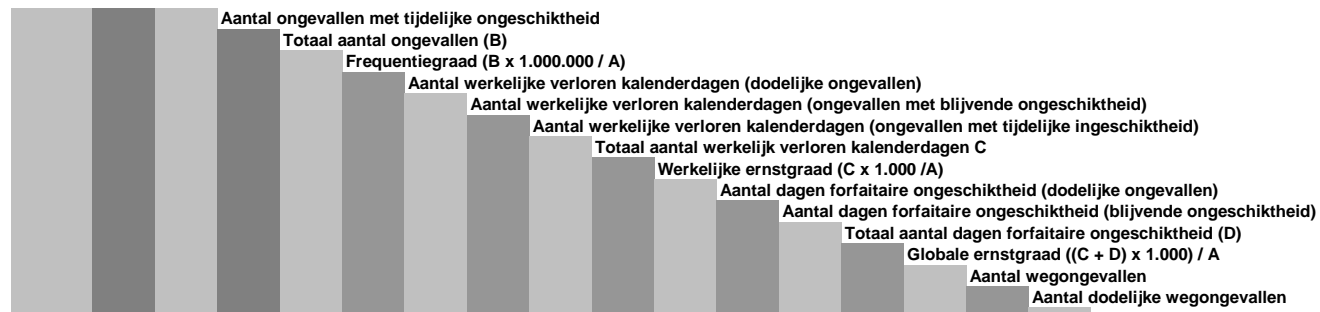 Aantal ongevallen met tijdelijke ongeschiktheid
Totaal aantal ongevallen (B)
Frequentiegraad (B x 1.000.000 / A)
Aantal werkelijke verloren kalenderdagen (dodelijke ongevallen)
Aantal werkelijke verloren kalenderdagen (ongevallen met blijvende ongeschiktheid)
Aantal werkelijke verloren kalenderdagen (ongevallen met tijdelijke ingeschiktheid)
Totaal aantal werkelijk verloren kalenderdagen C
Werkelijke ernstgraad (C x 1.000 /A)
Aantal dagen forfaitaire ongeschiktheid (dodelijke ongevallen)
Aantal dagen forfaitaire ongeschiktheid (blijvende ongeschiktheid)
Totaal aantal dagen forfaitaire ongeschiktheid (D)
Globale ernstgraad ((C + D) x 1.000) / A
Aantal wegongevallen
Aantal dodelijke wegongevallen